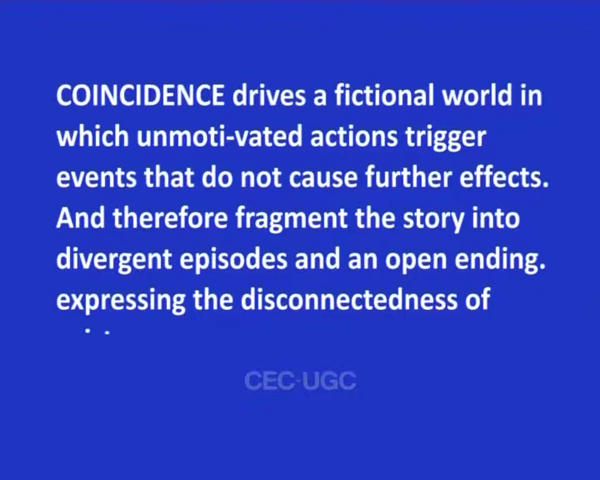 COINCIDENCE drives a fictional world in
which unmoti-vated actions trigger
events that do not cause further effects.
And therefore fragment the story into
divergent episodes and an open ending.
expressing the disconnectedness of
CEC-UGC